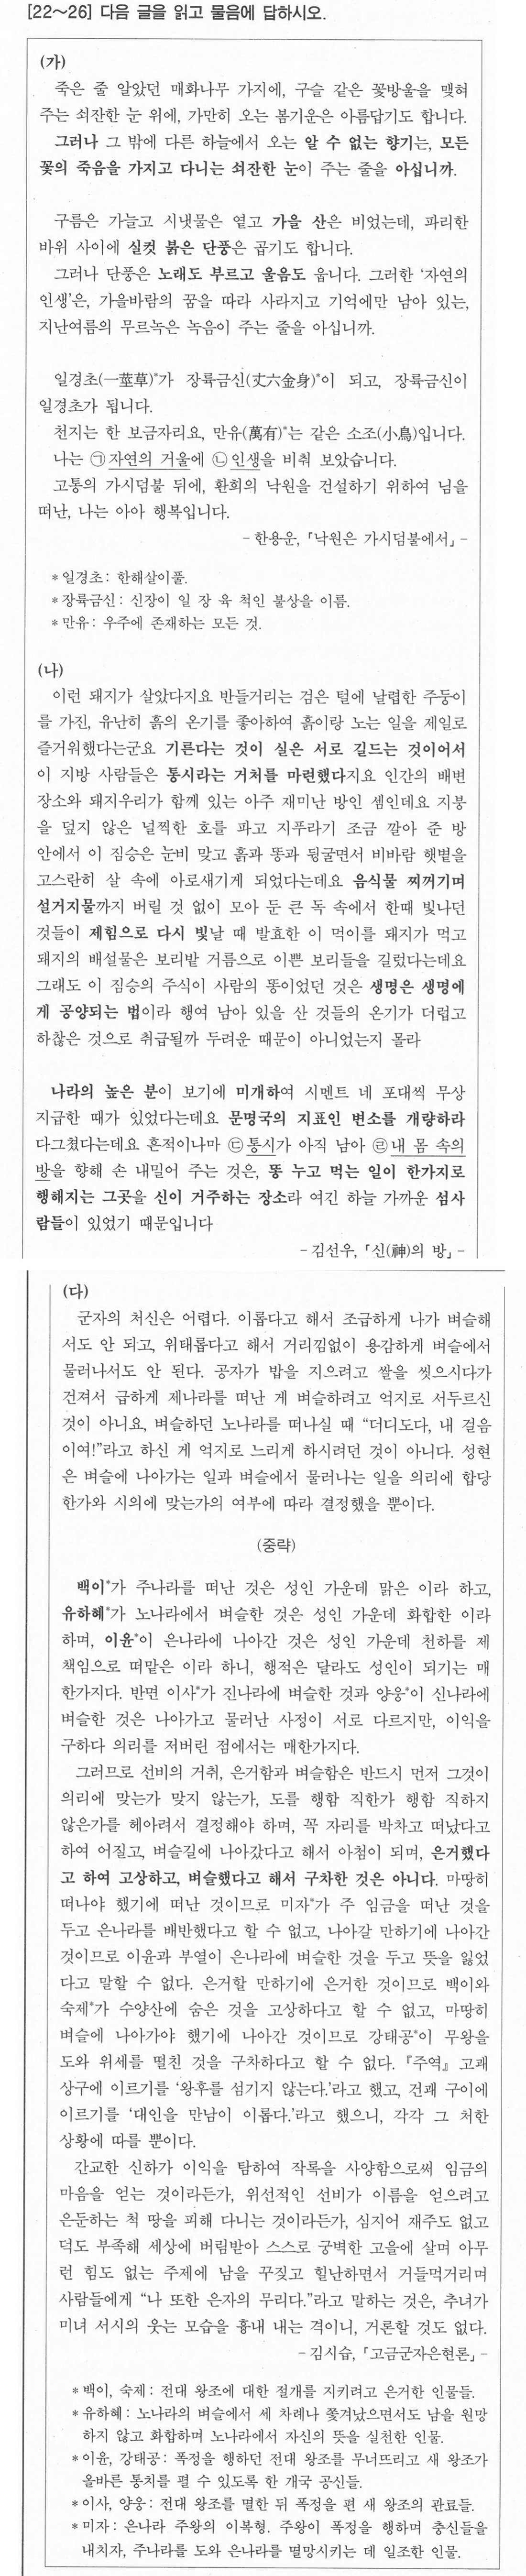 [22~26] 다음 글을 읽고 물음에 답하시오.
(가)
죽은 줄 알았던 매화나무 가지에, 구슬 같은 꽃방울을 맺혀
주는 쇠잔한 눈 위에, 가만히 오는 봄기운은 아름답기도 합니다.
그러나 그 밖에 다른 하늘에서 오는 알 수 없는 향기는, 모든
꽃의 죽음을 가지고 다니는 쇠잔한 눈이 주는 줄을 아십니까.
구름은 가늘고 시냇물은 옅고 가을 산은 비었는데, 파리한
바위 사이에 실컷 붉은 단풍은 곱기도 합니다.
그러나 단풍은 노래도 부르고 울음도 웁니다. 그러한 ‘자연의
인생’은, 가을바람의 꿈을 따라 사라지고 기억에만 남아 있는,
지난여름의 무르녹은 녹음이 주는 줄을 아십니까.
일경초(一莖草)*가 장륙금신(丈六金身)*이 되고, 장륙금신이
일경초가 됩니다.
천지는 한 보금자리요, 만유(萬有)*는 같은 소조(小鳥)입니다.
나는 ㉠자연의 거울에 ㉡인생을 비춰 보았습니다.
고통의 가시덤불 뒤에, 환희의 낙원을 건설하기 위하여 님을
떠난, 나는 아아 행복입니다.
- 한용운, 「낙원은 가시덤불에서」 -
* 일경초: 한해살이풀.
* 장륙금신: 신장이 일 장 육 척인 불상을 이름.
* 만유: 우주에 존재하는 모든 것.
(나)
이런 돼지가 살았다지요 반들거리는 검은 털에 날렵한 주둥이
를 가진, 유난히 흙의 온기를 좋아하여 흙이랑 노는 일을 제일로
즐거워했다는군요 기른다는 것이 실은 서로 길드는 것이어서
이 지방 사람들은 통시라는 거처를 마련했다지요 인간의 배변
장소와 돼지우리가 함께 있는 아주 재미난 방인 셈인데요 지붕
을 덮지 않은 널찍한 호를 파고 지푸라기 조금 깔아 준 방
안에서 이 짐승은 눈비 맞고 흙과 똥과 뒹굴면서 비바람 햇볕을
고스란히 살 속에 아로새기게 되었다는데요 음식물 찌꺼기며
설거지물까지 버릴 것 없이 모아 둔 큰 독 속에서 한때 빛나던
것들이 제힘으로 다시 빛날 때 발효한 이 먹이를 돼지가 먹고
돼지의 배설물은 보리밭 거름으로 이쁜 보리들을 길렀다는데요
그래도 이 짐승의 주식이 사람의 똥이었던 것은 생명은 생명에
게 공양되는 법이라 행여 남아 있을 산 것들의 온기가 더럽고
하찮은 것으로 취급될까 두려운 때문이 아니었는지 몰라
나라의 높은 분이 보기에 미개하여 시멘트 네 포대씩 무상
지급한 때가 있었다는데요 문명국의 지표인 변소를 개량하라
다그쳤다는데요 흔적이나마 ㉢통시가 아직 남아 ㉣내 몸 속의
방을 향해 손 내밀어 주는 것은, 똥 누고 먹는 일이 한가지로
행해지는 그곳을 신이 거주하는 장소라 여긴 하늘 가까운 섬사
람들이 있었기 때문입니다
- 김선우, 「신(神)의 방」 -
(다)
군자의 처신은 어렵다. 이롭다고 해서 조급하게 나가 벼슬해
서도 안 되고, 위태롭다고 해서 거리낌없이 용감하게 벼슬에서
물러나서도 안 된다. 공자가 밥을 지으려고 쌀을 씻으시다가
건져서 급하게 제나라를 떠난 게 벼슬하려고 억지로 서두르신
것이 아니요, 벼슬하던 노나라를 떠나실 때 “더디도다, 내 걸음
이여!”라고 하신 게 억지로 느리게 하시려던 것이 아니다. 성현
은 벼슬에 나아가는 일과 벼슬에서 물러나는 일을 의리에 합당
한가와 시의에 맞는가의 여부에 따라 결정했을 뿐이다.
(중략)
백이*가 주나라를 떠난 것은 성인 가운데 맑은 이라 하고,
유하혜*가 노나라에서 벼슬한 것은 성인 가운데 화합한 이라
하며, 이윤*이 은나라에 나아간 것은 성인 가운데 천하를 제
책임으로 떠맡은 이라 하니, 행적은 달라도 성인이 되기는 매
한가지다. 반면 이사*가 진나라에 벼슬한 것과 양웅*이 신나라에
벼슬한 것은 나아가고 물러난 사정이 서로 다르지만, 이익을
구하다 의리를 저버린 점에서는 매한가지다.
그러므로 선비의 거취, 은거함과 벼슬함은 반드시 먼저 그것이
의리에 맞는가 맞지 않는가, 도를 행함 직한가 행함 직하지
않은가를 헤아려서 결정해야 하며, 꼭 자리를 박차고 떠났다고
하여 어질고, 벼슬길에 나아갔다고 해서 아첨이 되며, 은거했다
고 하여 고상하고, 벼슬했다고 해서 구차한 것은 아니다. 마땅히
떠나야 했기에 떠난 것이므로 미자*가 주 임금을 떠난 것을
두고 은나라를 배반했다고 할 수 없고, 나아갈 만하기에 나아간
것이므로 이윤과 부열이 은나라에 벼슬한 것을 두고 뜻을 잃었
다고 말할 수 없다. 은거할 만하기에 은거한 것이므로 백이와
숙제*가 수양산에 숨은 것을 고상하다고 할 수 없고, 마땅히
벼슬에 나아가야 했기에 나아간 것이므로 강태공*이 무왕을
도와 위세를 떨친 것을 구차하다고 할 수 없다. 『주역』 고괘
상구에 이르기를 ‘왕후를 섬기지 않는다.’라고 했고, 건괘 구이에
이르기를 ‘대인을 만남이 이롭다.’라고 했으니, 각각 그 처한
상황에 따를 뿐이다.
간교한 신하가 이익을 탐하여 작록을 사양함으로써 임금의
마음을 얻는 것이라든가, 위선적인 선비가 이름을 얻으려고
은둔하는 척 땅을 피해 다니는 것이라든가, 심지어 재주도 없고
덕도 부족해 세상에 버림받아 스스로 궁벽한 고을에 살며 아무
런 힘도 없는 주제에 남을 꾸짖고 힐난하면서 거들먹거리며
사람들에게 “나 또한 은자의 무리다.”라고 말하는 것은, 추녀가
미녀 서시의 웃는 모습을 흉내 내는 격이니, 거론할 것도 없다.
- 김시습, 「고금군자은현론」 -
* 백이, 숙제: 전대 왕조에 대한 절개를 지키려고 은거한 인물들.
* 유하혜: 노나라의 벼슬에서 세 차례나 쫓겨났으면서도 남을 원망
하지 않고 화합하며 노나라에서 자신의 뜻을 실천한 인물.
* 이윤, 강태공: 폭정을 행하던 전대 왕조를 무너뜨리고 새 왕조가
올바른 통치를 펼 수 있도록 한 개국 공신들.
* 이사, 양웅: 전대 왕조를 멸한 뒤 폭정을 편 새 왕조의 관료들.
* 미자: 은나라 주왕의 이복형. 주왕이 폭정을 행하며 충신들을
내치자, 주나라를 도와 은나라를 멸망시키는 데 일조한 인물.